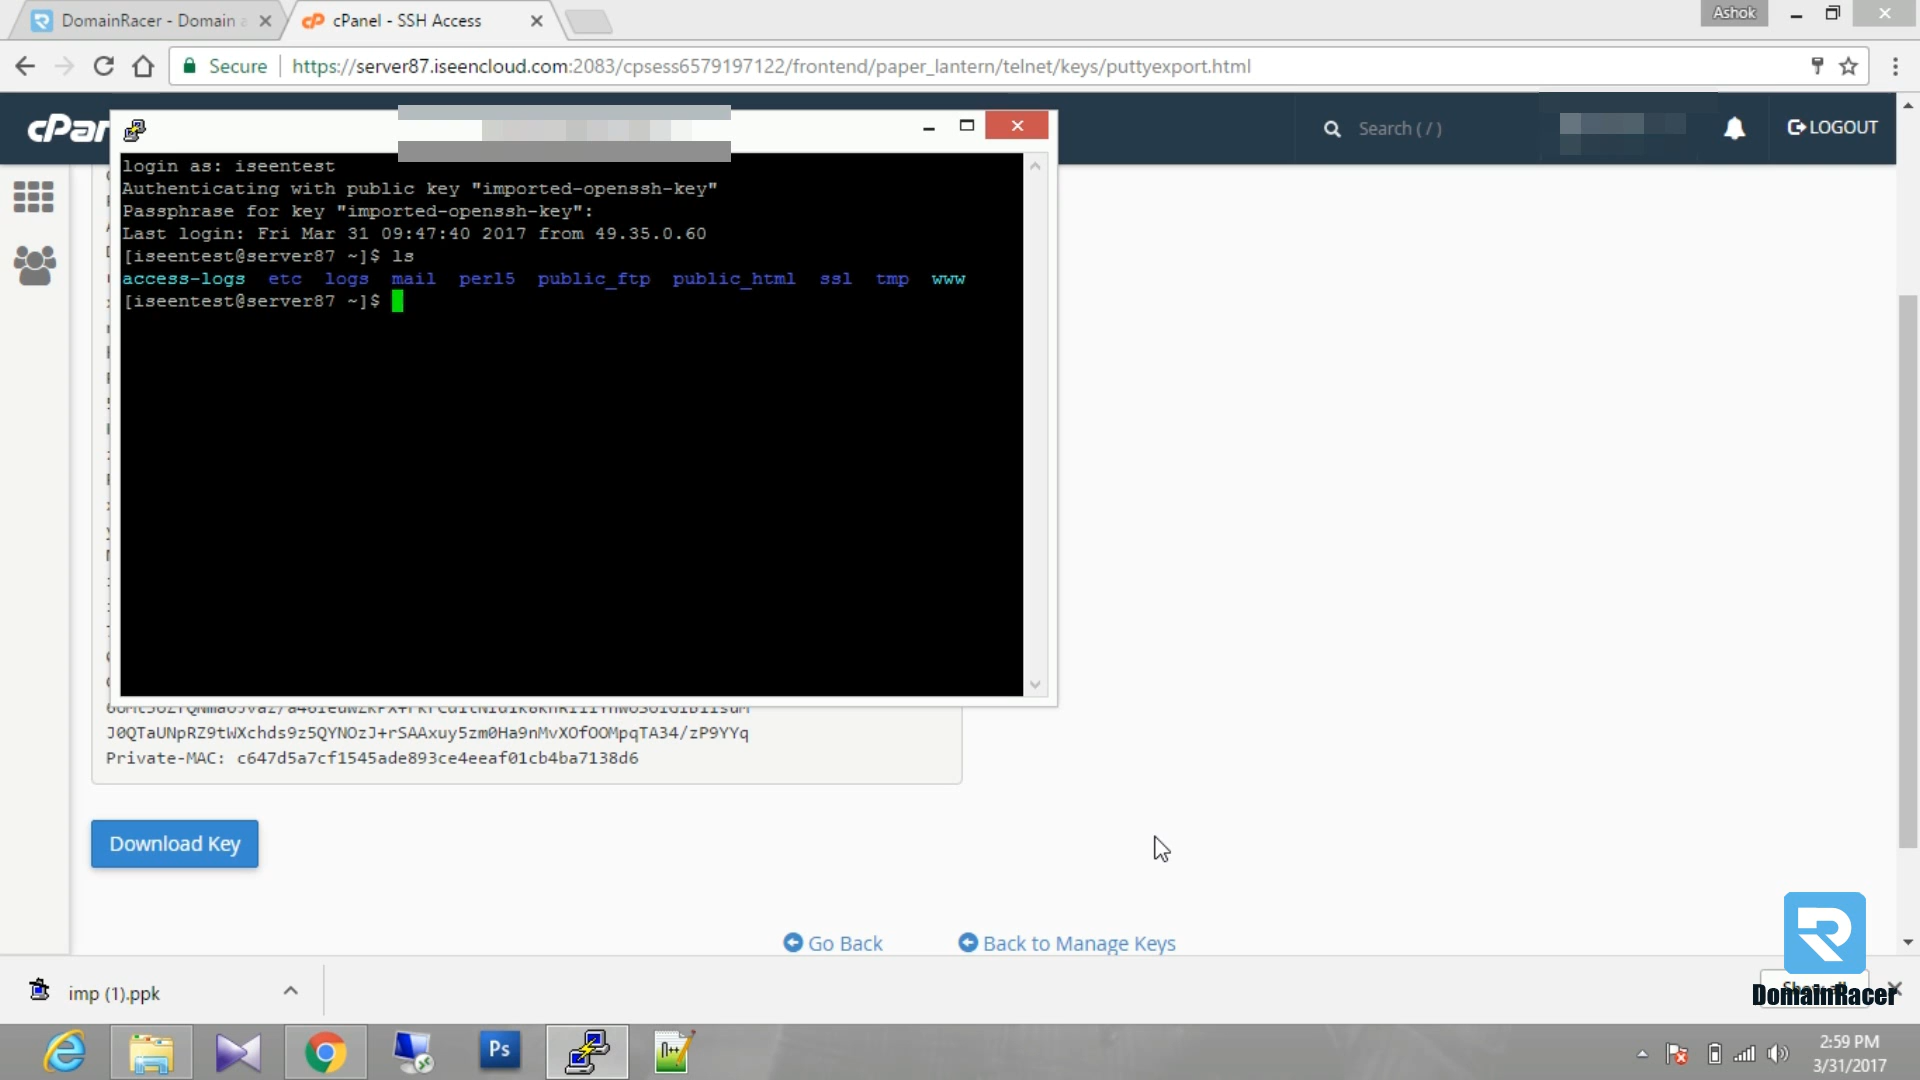 DomainRacer - Domain a
cPanel - SSH Access
Ashok
Secure
https://server87.iseencloud.com:2083/cpsess6579197122/frontend/paper_lantern/telnet/keys/puttyexport.html
cPan
Search ( / )
LOGOUT
login as: iseentest
Authenticating with public key "imported-openssh-key"
Passphrase for key "imported-openssh-key":
Last login: Fri Mar 31 09:47:40 2017 from 49.35.0.60
[iseentest@server87 ~]$ ls
access-logs etc logs mail perl5 public_ftp public_html ssl tmp www
[iseentest@server87 ~]$
J0QTaUNpRZ9tWXchds9z5QYNOzJ+rSAAxuy5zm0Ha9nMvXOfOOMpqTA34/zP9YYq
Private-MAC: c647d5a7cf1545ade893ce4eeaf01cb4ba7138d6
Download Key
Go Back
Back to Manage Keys
imp (1).ppk
DomainRacer
Ps
n++
2:59 PM
3/31/2017